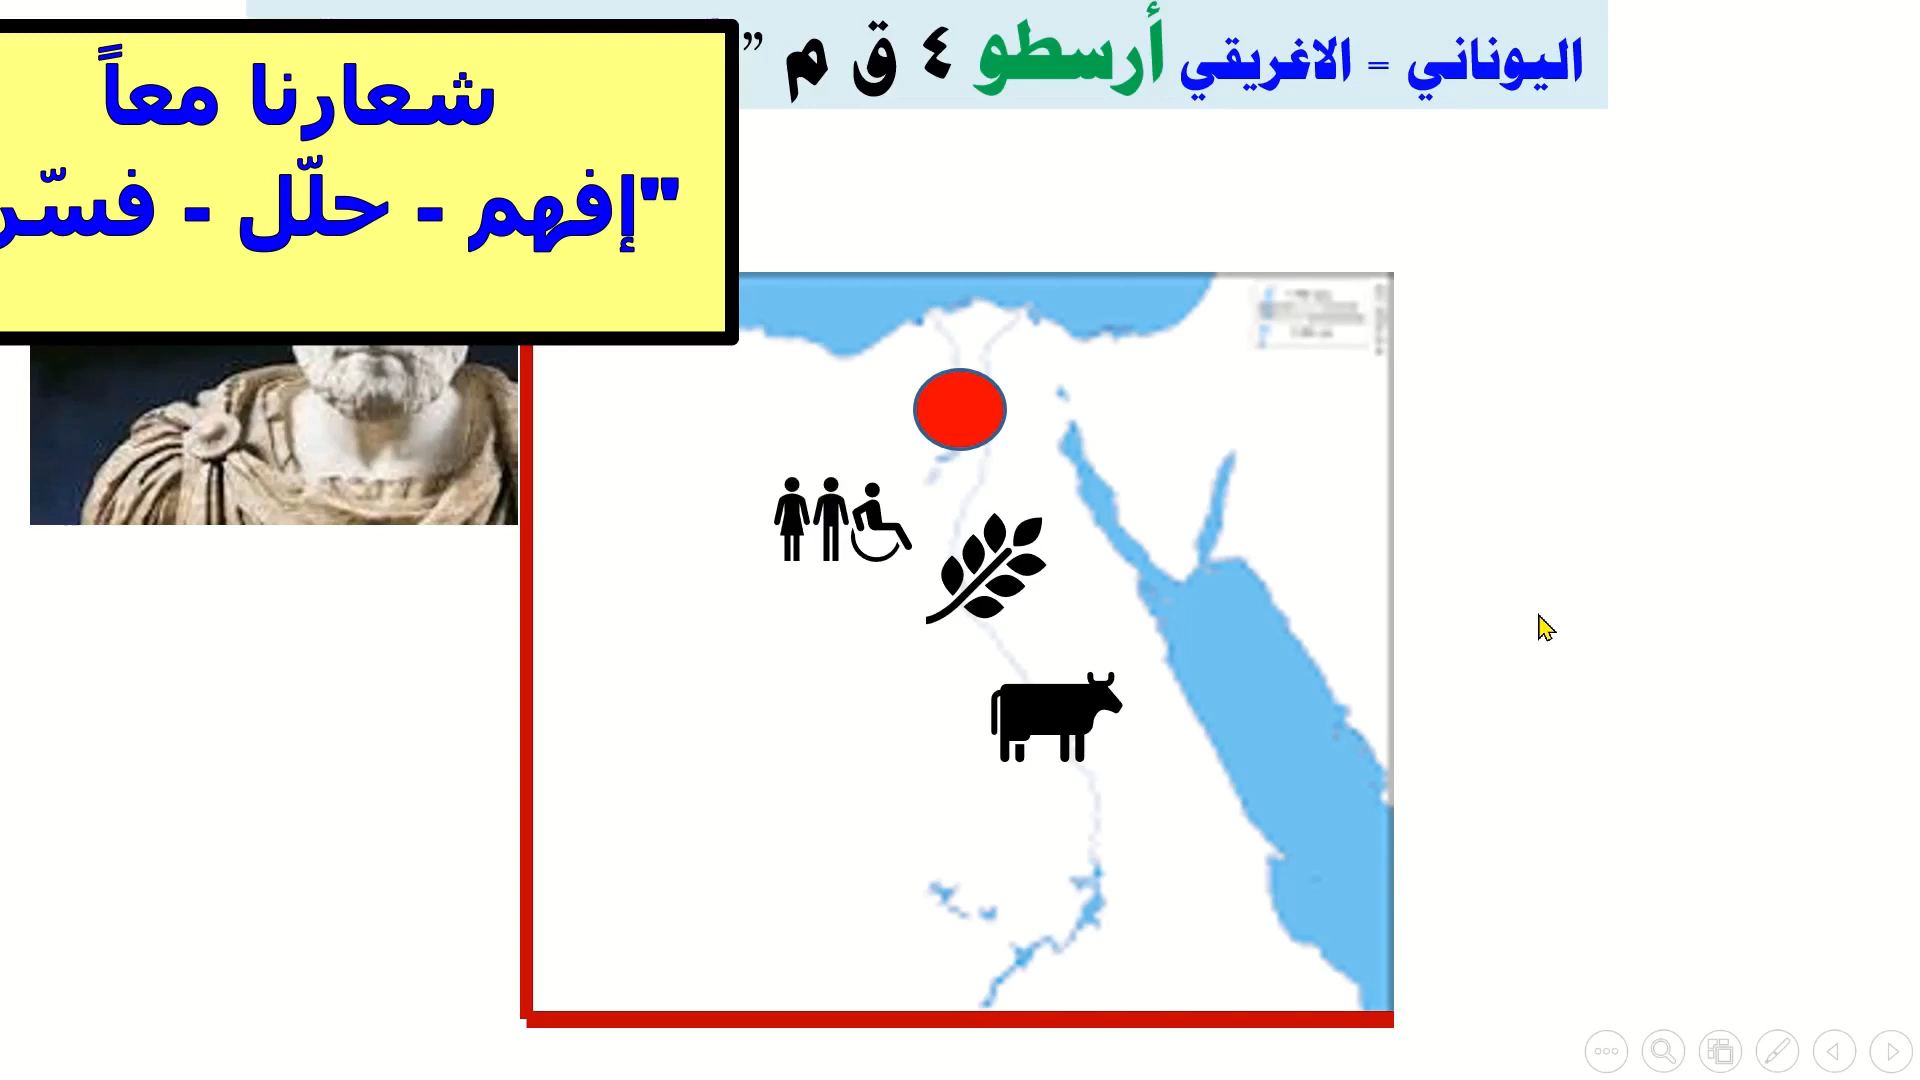 اليوناني = الاغريقي أرسطو ٤ ق م "
شعارنا معاً
"إفهم - حلّل - فسّر